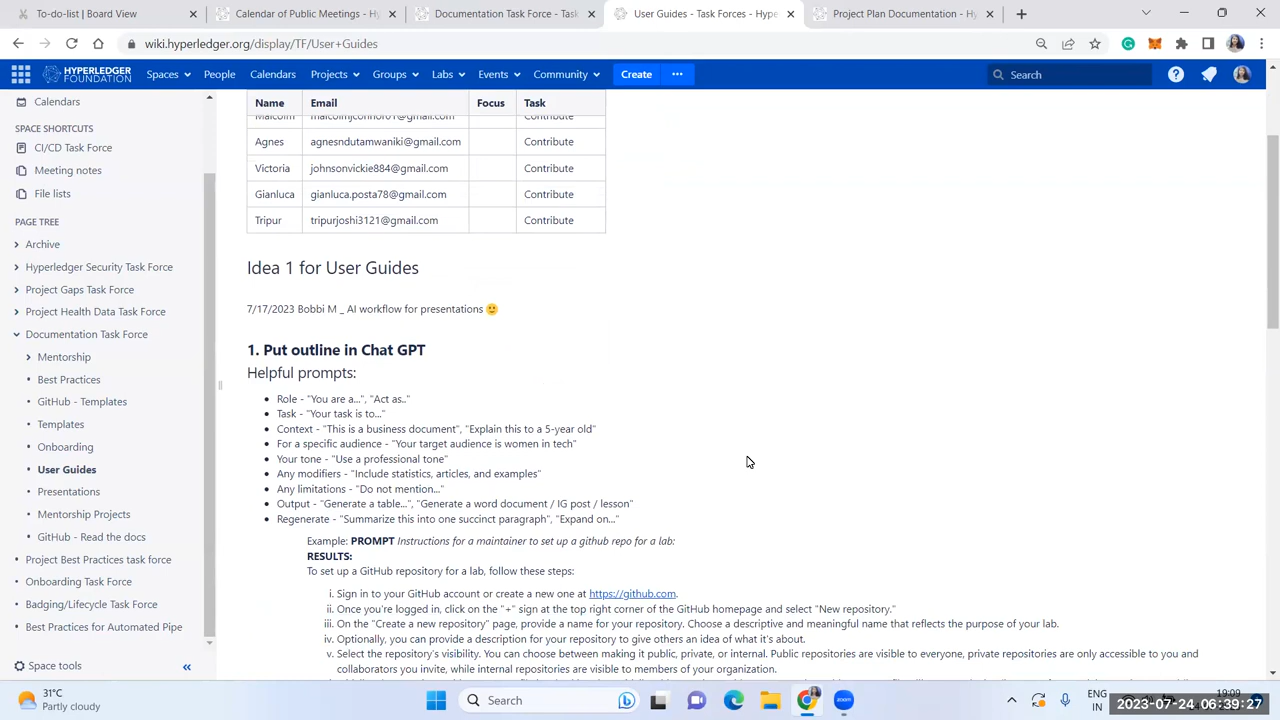 To-do-list | Board View
Calendar of Public Meetings - H
Documentation Task Force - Task
User Guides - Task Forces - Hype
Project Plan Documentation - Hy
wiki.hyperledger.org/display/TF/User+Guides
HYPERLEDGER FOUNDATION Spaces People Calendars Projects Groups Labs Events Community Create Search
Calendars
SPACE SHORTCUTS
CI/CD Task Force
Meeting notes
File lists
PAGE TREE
Archive
Hyperledger Security Task Force
Project Gaps Task Force
Project Health Data Task Force
Documentation Task Force
Mentorship
Best Practices
GitHub - Templates
Templates
Onboarding
User Guides
Presentations
Mentorship Projects
GitHub - Read the docs
Project Best Practices task force
Onboarding Task Force
Badging/Lifecycle Task Force
Best Practices for Automated Pipe
Space tools
Name Email Focus Task
Malcolm malcolmjconnor01@gmail.com Contribute
Agnes agnesndutamwaniki@gmail.com Contribute
Victoria johnsonvickie884@gmail.com Contribute
Gianluca gianluca.posta78@gmail.com Contribute
Tripur tripurjoshi3121@gmail.com Contribute
Idea 1 for User Guides
7/17/2023 Bobbi M _ AI workflow for presentations 🙂
1. Put outline in Chat GPT
Helpful prompts:
• Role - "You are a...", "Act as.."
• Task - "Your task is to..."
• Context - "This is a business document", "Explain this to a 5-year old"
• For a specific audience - "Your target audience is women in tech"
• Your tone - "Use a professional tone"
• Any modifiers - "Include statistics, articles, and examples"
• Any limitations - "Do not mention..."
• Output - "Generate a table...", "Generate a word document / IG post / lesson"
• Regenerate - "Summarize this into one succinct paragraph", "Expand on..."
Example: PROMPT Instructions for a maintainer to set up a github repo for a lab:
RESULTS:
To set up a GitHub repository for a lab, follow these steps:
i. Sign in to your GitHub account or create a new one at https://github.com.
ii. Once you're logged in, click on the "+" sign at the top right corner of the GitHub homepage and select "New repository."
iii. On the "Create a new repository" page, provide a name for your repository. Choose a descriptive and meaningful name that reflects the purpose of your lab.
iv. Optionally, you can provide a description for your repository to give others an idea of what it's about.
v. Select the repository's visibility. You can choose between making it public, private, or internal. Public repositories are visible to everyone, private repositories are only accessible to you and
collaborators you invite, while internal repositories are visible to members of your organization.
31°C
Partly cloudy
Search
zoom
ENG
IN
19:09
2023-07-24 06:39:27